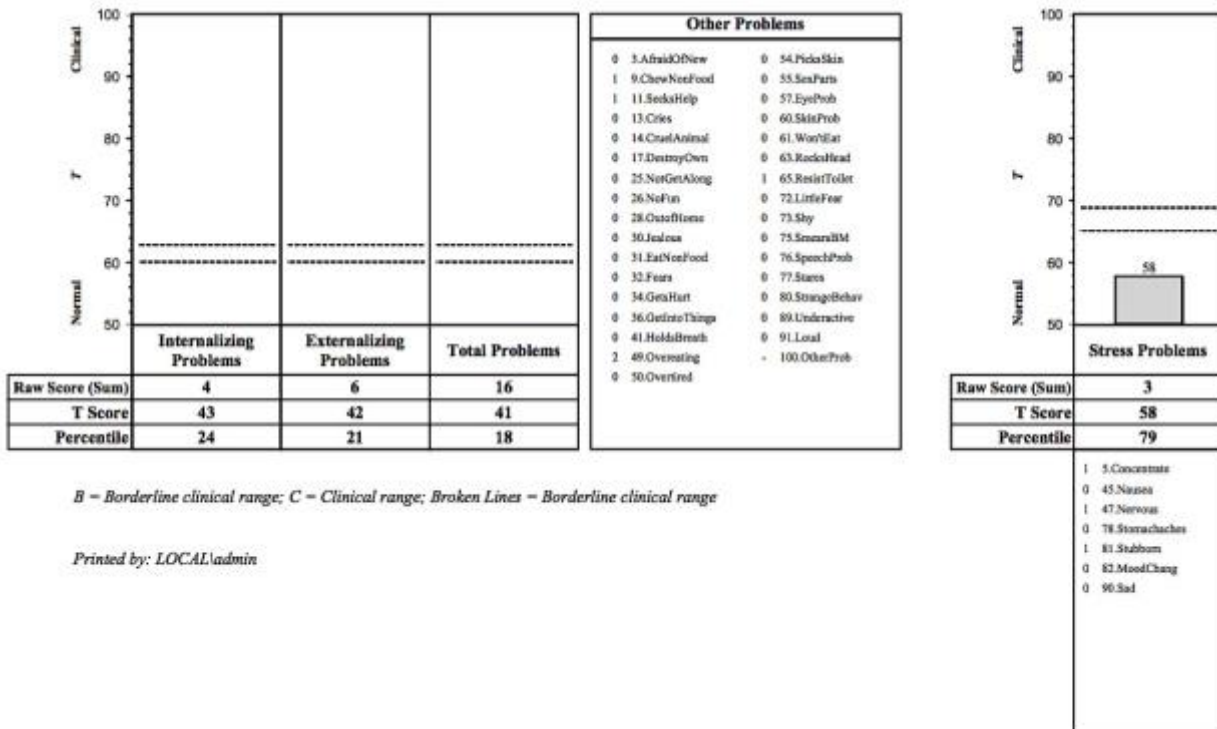 100
Clinical
90
80
T
70
60
Normal
50
Internalizing Problems
Externalizing Problems
Total Problems
Raw Score (Sum) 4 6 16
T Score 43 42 41
Percentile 24 21 18
Other Problems
0 3.AfraidOfNew
1 9.ChewNonFood
1 11.SeeksHelp
0 13.Cries
0 14.CruelAnimal
0 17.DestroyOwn
0 25.NotGetAlong
0 26.NoFun
0 28.OutofHome
0 30.Jealous
0 31.EatNonFood
0 32.Fears
0 34.GetsHurt
0 36.GetIntoThings
0 41.HoldsBreath
2 49.Overeating
0 50.Overtired
0 54.PicksSkin
0 55.SexParts
0 57.EyeProb
0 60.SkinProb
0 61.Won'tEat
0 63.RocksHead
1 65.ResistToilet
0 72.LittleFear
0 73.Shy
0 75.SmearsBM
0 76.SpeechProb
0 77.Stares
0 80.StrangeBehav
0 89.Underactive
0 91.Loud
- 100.OtherProb
B = Borderline clinical range; C = Clinical range; Broken Lines = Borderline clinical range
Printed by: LOCAL\admin
100
Clinical
90
80
T
70
60
Normal
50
58
Stress Problems
Raw Score (Sum) 3
T Score 58
Percentile 79
1 5.Concentrate
0 45.Nausea
1 47.Nervous
0 78.Stomachaches
1 81.Stubborn
0 82.MoodChang
0 90.Sad